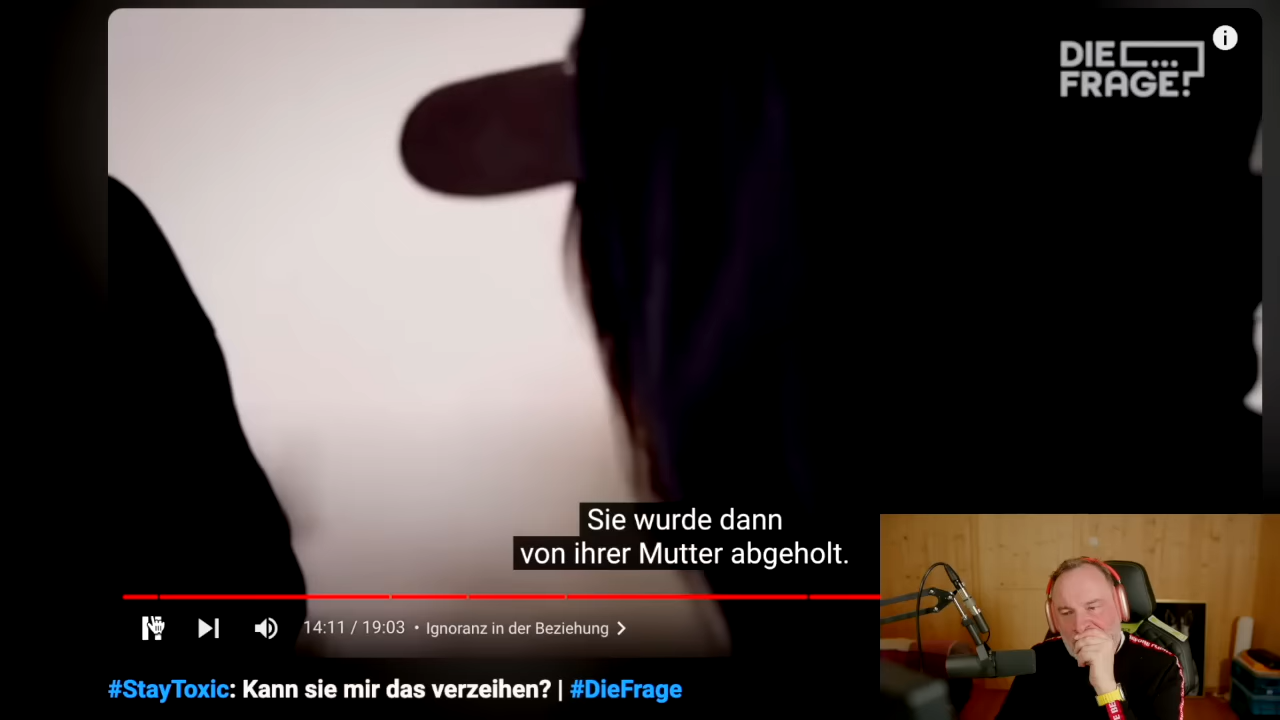 DIE ...
FRAGE?
Sie wurde dann
von ihrer Mutter abgeholt.
14:11 / 19:03 • Ignoranz in der Beziehung
#StayToxic: Kann sie mir das verzeihen? | #DieFrage